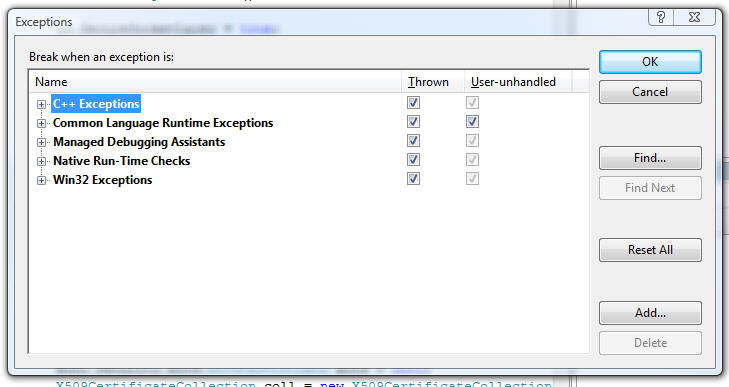 Exceptions
Break when an exception is:
Name Thrown User-unhandled
C++ Exceptions
Common Language Runtime Exceptions
Managed Debugging Assistants
Native Run-Time Checks
Win32 Exceptions
OK
Cancel
Find...
Find Next
Reset All
Add...
Delete
X509CertificateCollection coll = new X509CertificateCollection